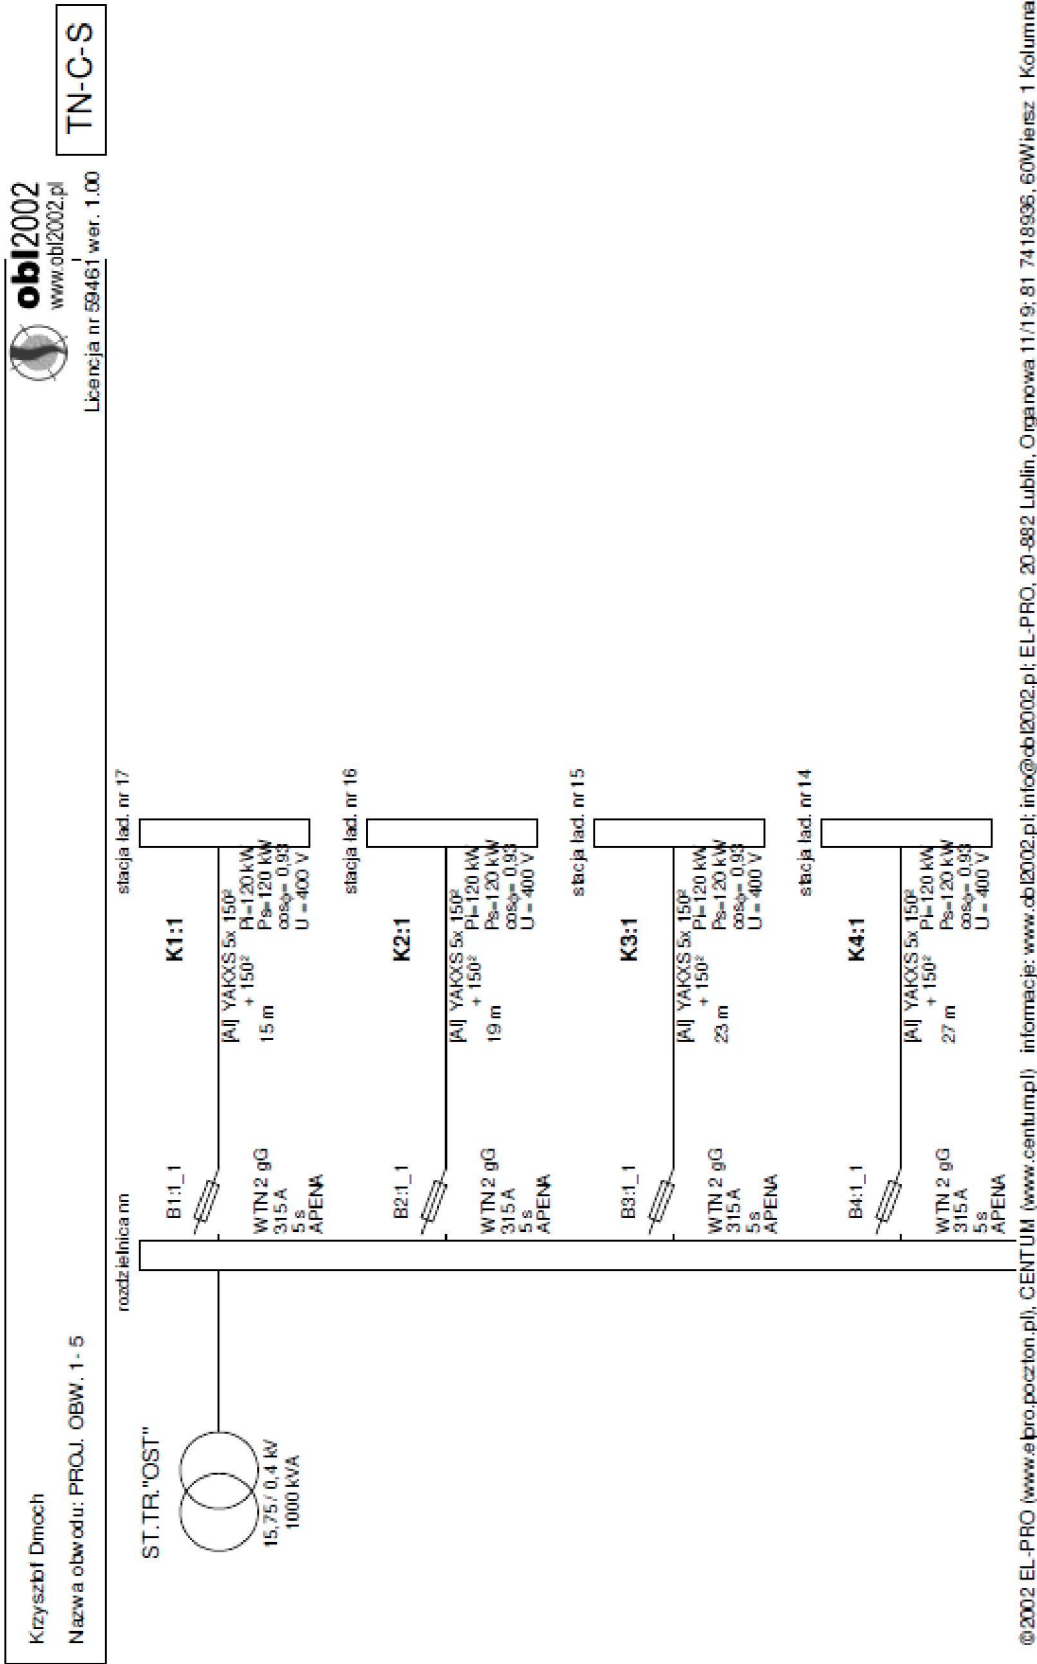 Krzysztof Dmoch
Nazwa obwodu: PROJ. OBW. 1- 5
obl2002
www.obl2002.pl
Licencja nr 59461 wer. 1.00
TN-C-S
ST.TR."OST"
15,75 / 0,4 kV
1000 kVA
rozdzielnica nn
B1:1_1
WTN 2 gG
315 A
5 s
APENA
K1:1
[Al] YAKXS 5x 150²
+ 150²
15 m
Pi=120 kW
Ps=120 kW
cosφ= 0,93
U = 400 V
stacja ład. nr 17
B2:1_1
WTN 2 gG
315 A
5 s
APENA
K2:1
[Al] YAKXS 5x 150²
+ 150²
19 m
Pi=120 kW
Ps=120 kW
cosφ= 0,93
U = 400 V
stacja ład. nr 16
B3:1_1
WTN 2 gG
315 A
5 s
APENA
K3:1
[Al] YAKXS 5x 150²
+ 150²
23 m
Pi=120 kW
Ps=120 kW
cosφ= 0,93
U = 400 V
stacja ład. nr 15
B4:1_1
WTN 2 gG
315 A
5 s
APENA
K4:1
[Al] YAKXS 5x 150²
+ 150²
27 m
Pi=120 kW
Ps=120 kW
cosφ= 0,93
U = 400 V
stacja ład. nr 14
©2002 EL-PRO (www.elpro.poczton.pl), CENTUM (www.centum.pl) informacje: www.obl2002.pl; info@obl2002.pl; EL-PRO, 20-882 Lublin, Organowa 11/19; 81 7418936, 60Wiersz 1 Kolumna